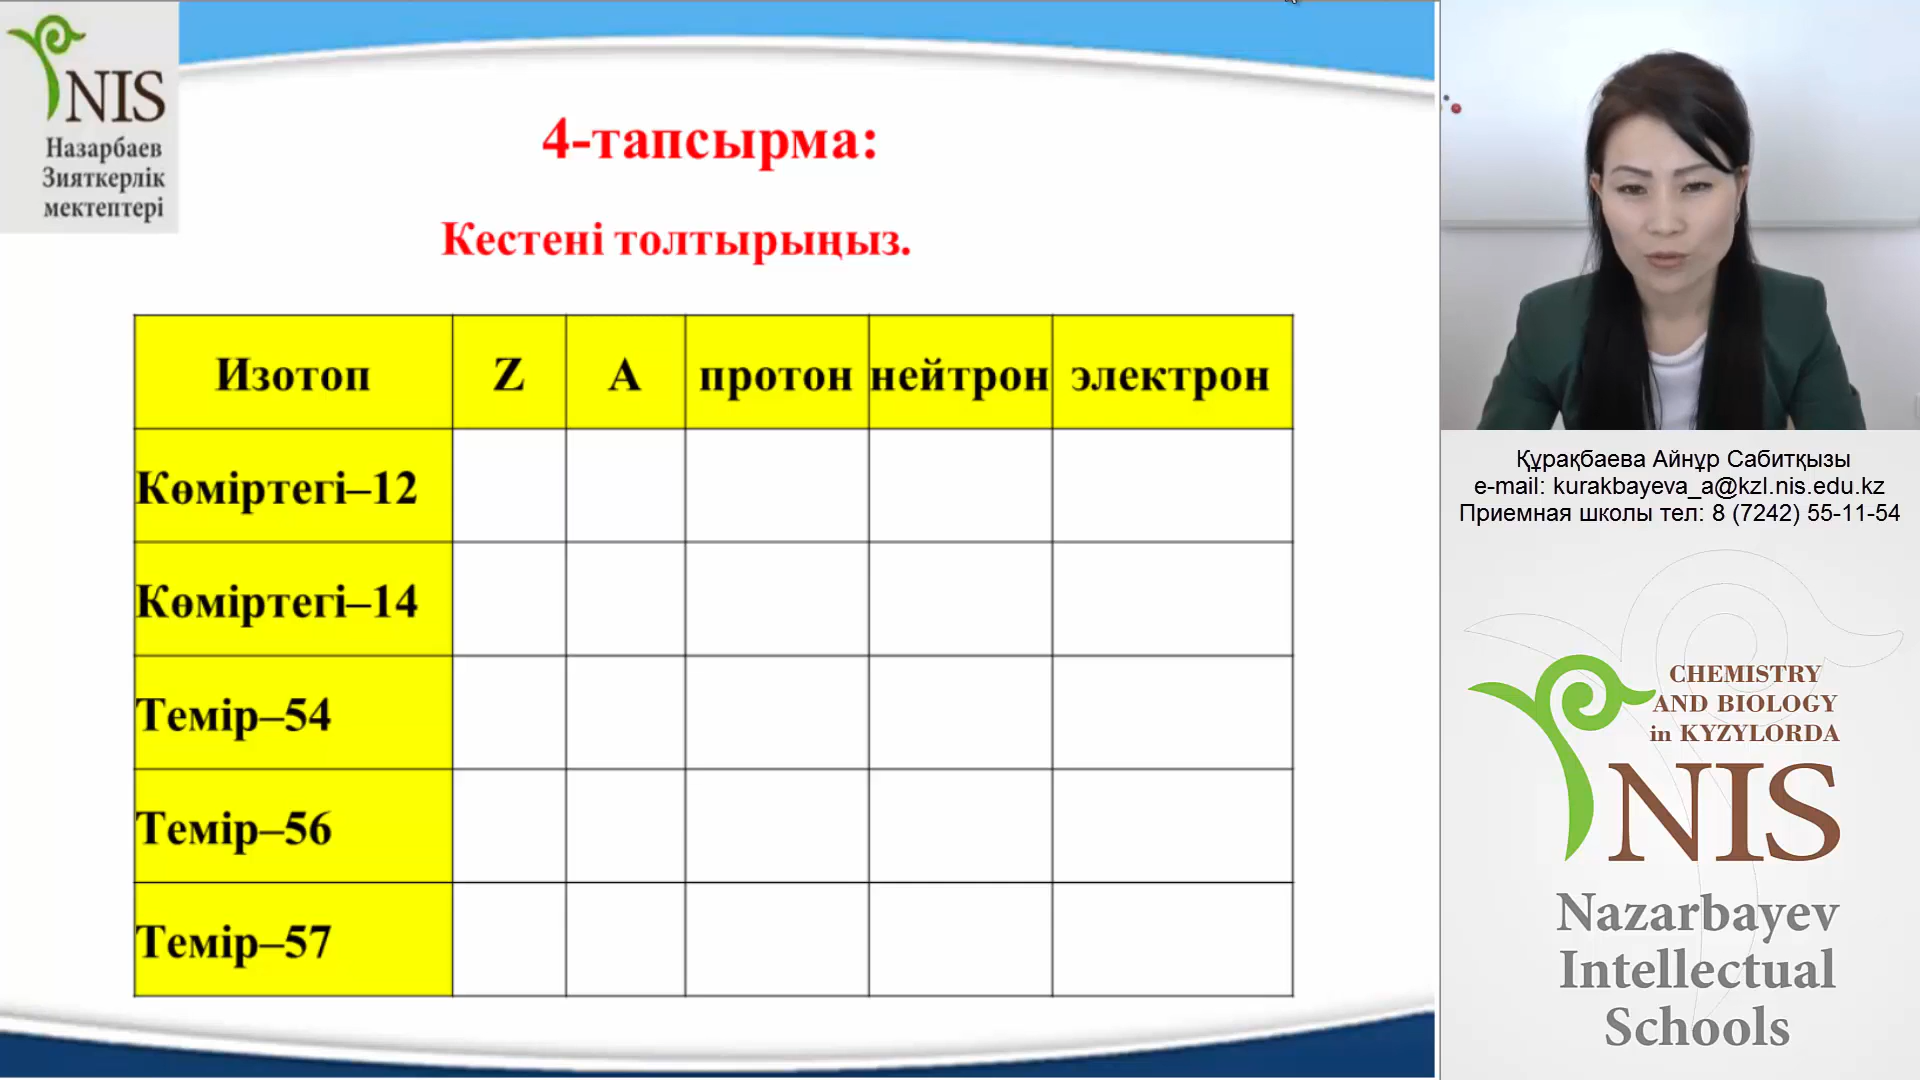 NIS
Назарбаев
Зияткерлік
мектептері
4-тапсырма:
Кестені толтырыңыз.
Изотоп Z A протон нейтрон электрон
Көміртегі–12
Көміртегі–14
Темір–54
Темір–56
Темір–57
Құрақбаева Айнұр Сабитқызы
e-mail: kurakbayeva_a@kzl.nis.edu.kz
Приемная школы тел: 8 (7242) 55-11-54
CHEMISTRY
AND BIOLOGY
in KYZYLORDA
NIS
Nazarbayev
Intellectual
Schools